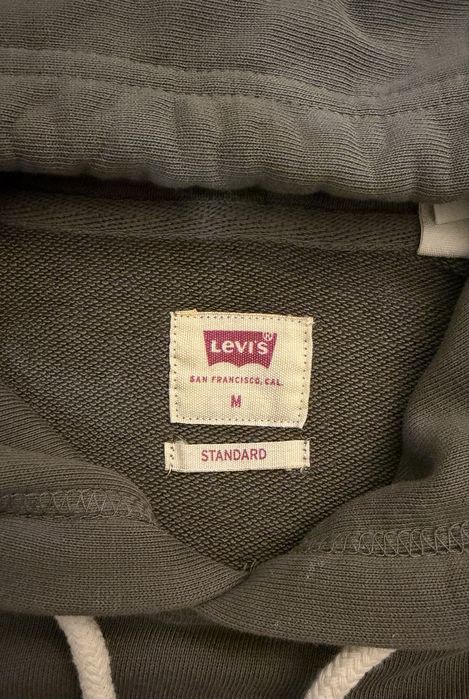 LEVI'S®
SAN FRANCISCO, CAL.
M
STANDARD